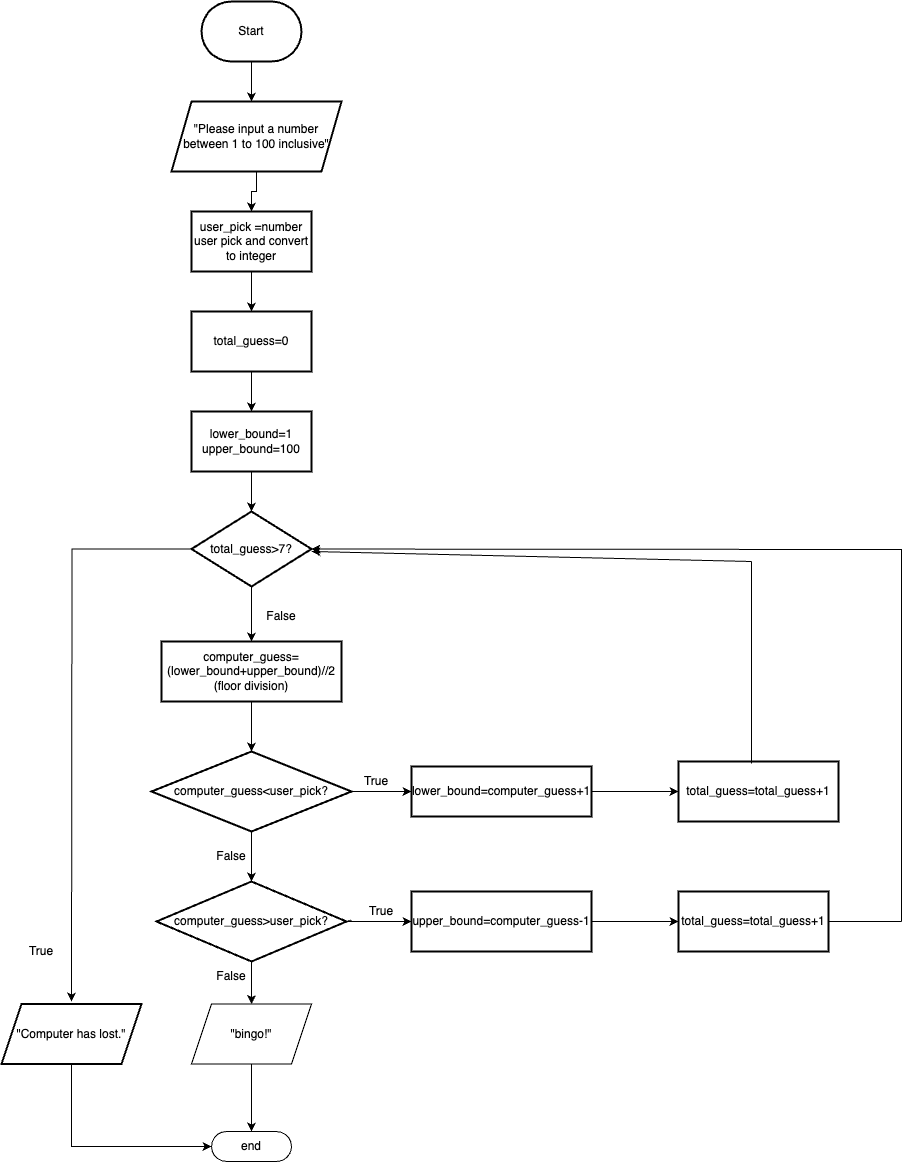 Start
"Please input a number
between 1 to 100 inclusive"
user_pick =number
user pick and convert
to integer
total_guess=0
lower_bound=1
upper_bound=100
total_guess>7?
False
computer_guess=
(lower_bound+upper_bound)//2
(floor division)
computer_guess<user_pick?
True
lower_bound=computer_guess+1
total_guess=total_guess+1
False
computer_guess>user_pick?
True
upper_bound=computer_guess-1
total_guess=total_guess+1
True
False
"Computer has lost."
"bingo!"
end